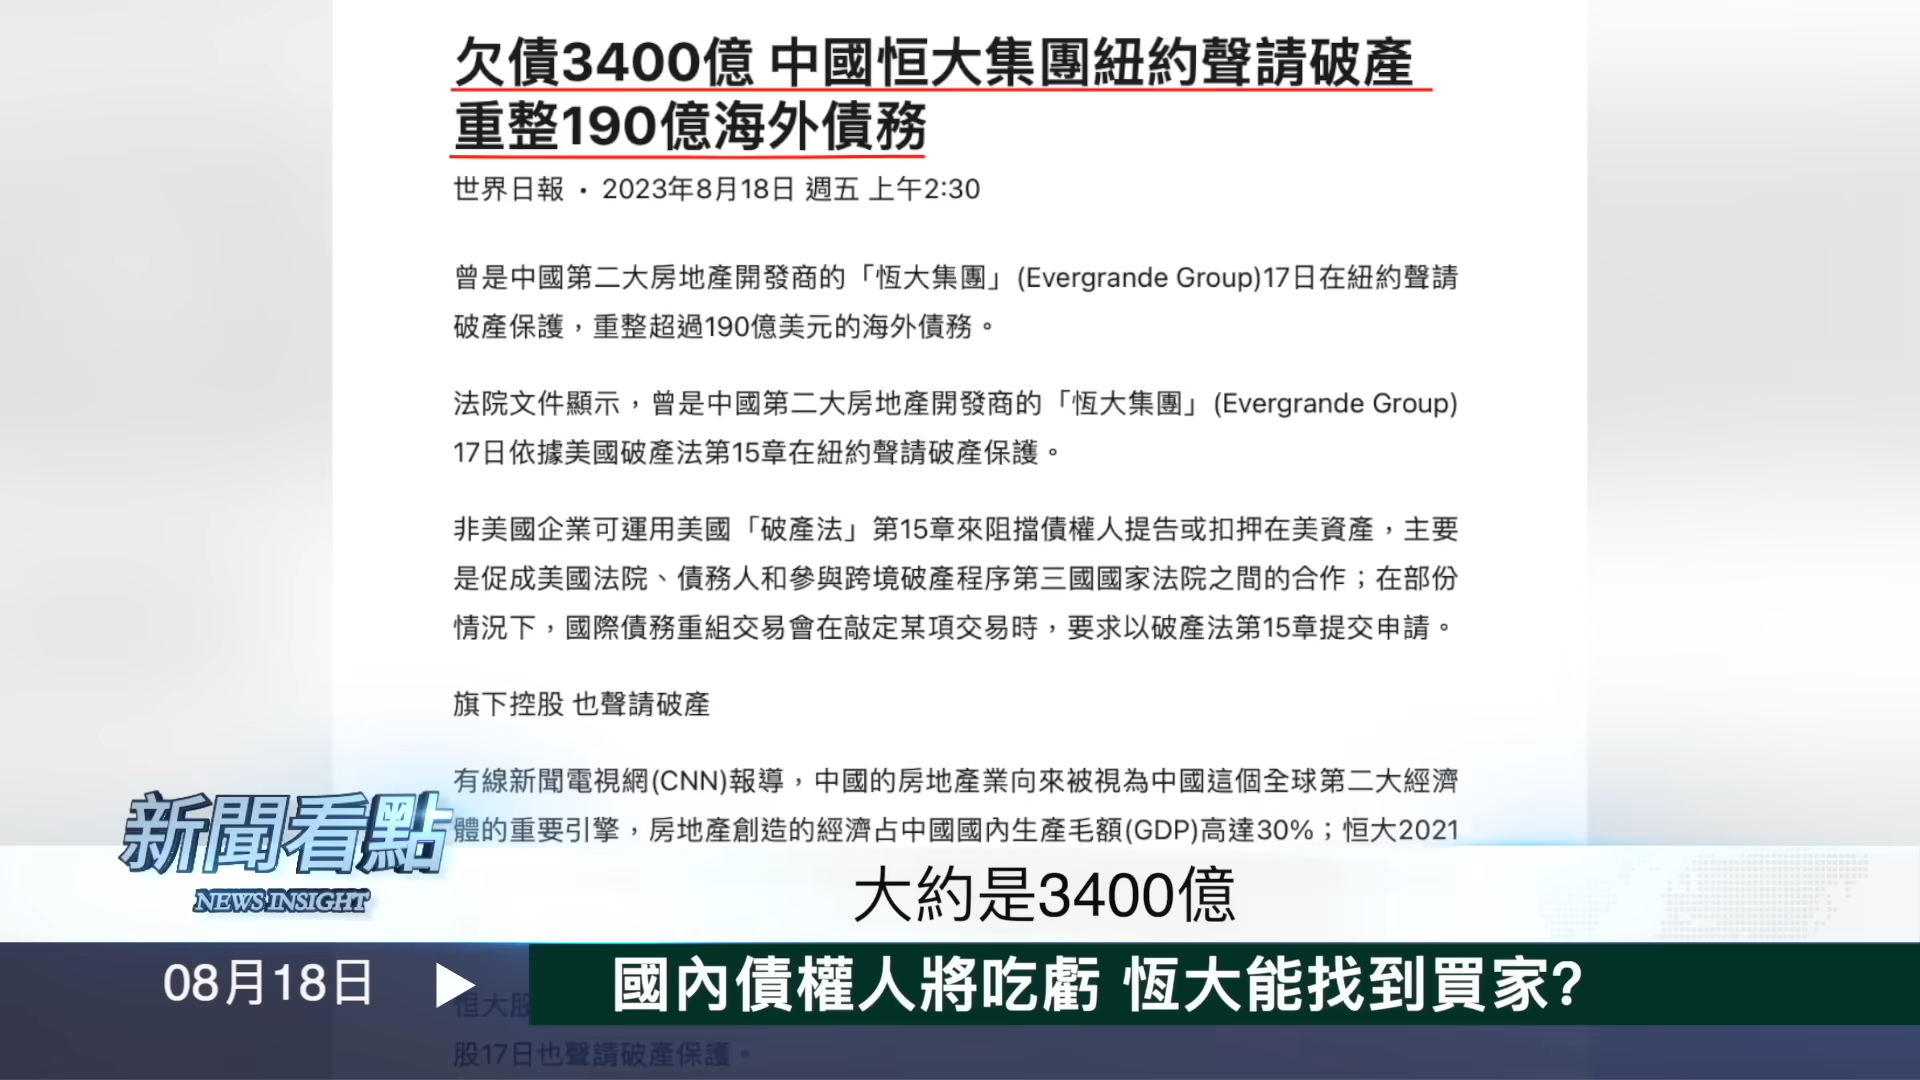 欠債3400億 中國恒大集團紐約聲請破產
重整190億海外債務
世界日報 · 2023年8月18日 週五 上午2:30
曾是中國第二大房地產開發商的「恆大集團」(Evergrande Group)17日在紐約聲請
破產保護，重整超過190億美元的海外債務。
法院文件顯示，曾是中國第二大房地產開發商的「恆大集團」(Evergrande Group)
17日依據美國破產法第15章在紐約聲請破產保護。
非美國企業可運用美國「破產法」第15章來阻擋債權人提告或扣押在美資產，主要
是促成美國法院、債務人和參與跨境破產程序第三國國家法院之間的合作；在部份
情況下，國際債務重組交易會在敲定某項交易時，要求以破產法第15章提交申請。
旗下控股 也聲請破產
有線新聞電視網(CNN)報導，中國的房地產業向來被視為中國這個全球第二大經濟
體的重要引擎，房地產創造的經濟占中國國內生產毛額(GDP)高達30%；恒大2021
新聞看點
NEWS INSIGHT
大約是3400億
08月18日
國內債權人將吃虧 恆大能找到買家?
恒大股
股17日也聲請破產保護。